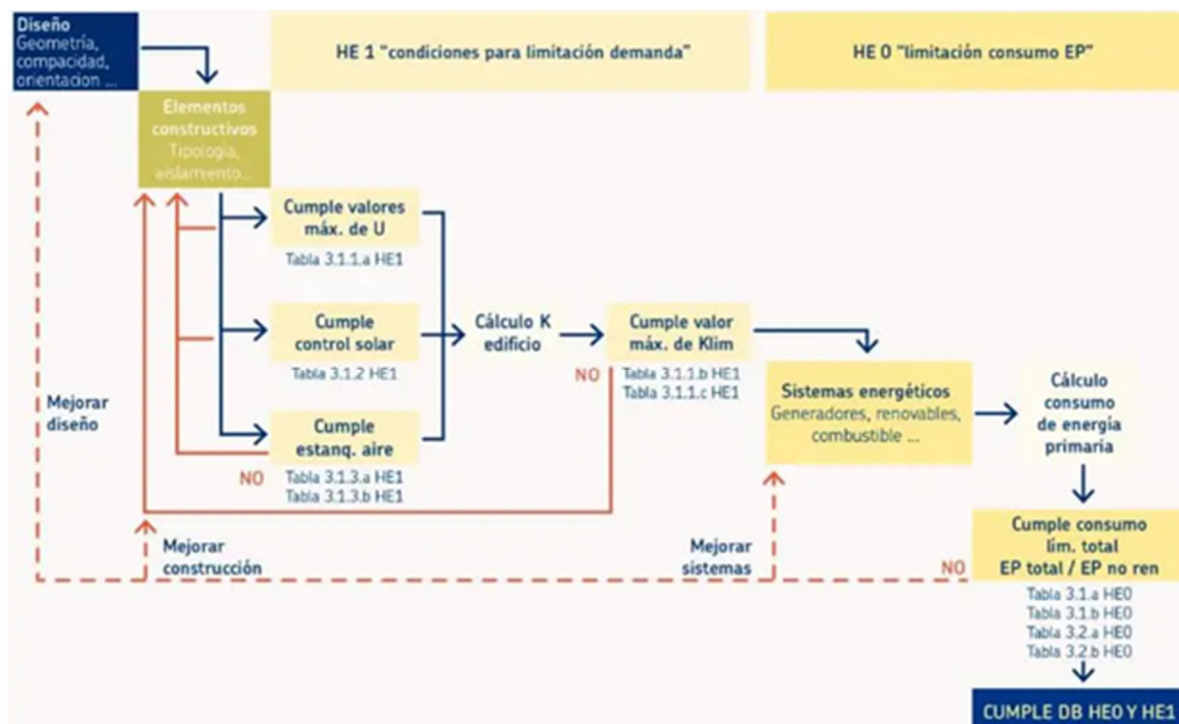 Diseño
Geometría,
compacidad,
orientacion ...
HE 1 "condiciones para limitación demanda"
HE 0 "limitación consumo EP"
Elementos
constructivos
Tipología,
aislamiento...
Cumple valores
máx. de U
Tabla 3.1.1.a HE1
Cumple
control solar
Tabla 3.1.2 HE1
Cálculo K
edificio
Cumple valor
máx. de Klim
NO
Tabla 3.1.1.b HE1
Tabla 3.1.1.c HE1
Sistemas energéticos
Generadores, renovables,
combustible ...
Cálculo
consumo
de energía
primaria
Mejorar
diseño
Cumple
estanq. aire
NO
Tabla 3.1.3.a HE1
Tabla 3.1.3.b HE1
Mejorar
construcción
Mejorar
sistemas
NO
Cumple consumo
lím. total
EP total / EP no ren
Tabla 3.1.a HE0
Tabla 3.1.b HE0
Tabla 3.2.a HE0
Tabla 3.2.b HE0
CUMPLE DB HE0 Y HE1